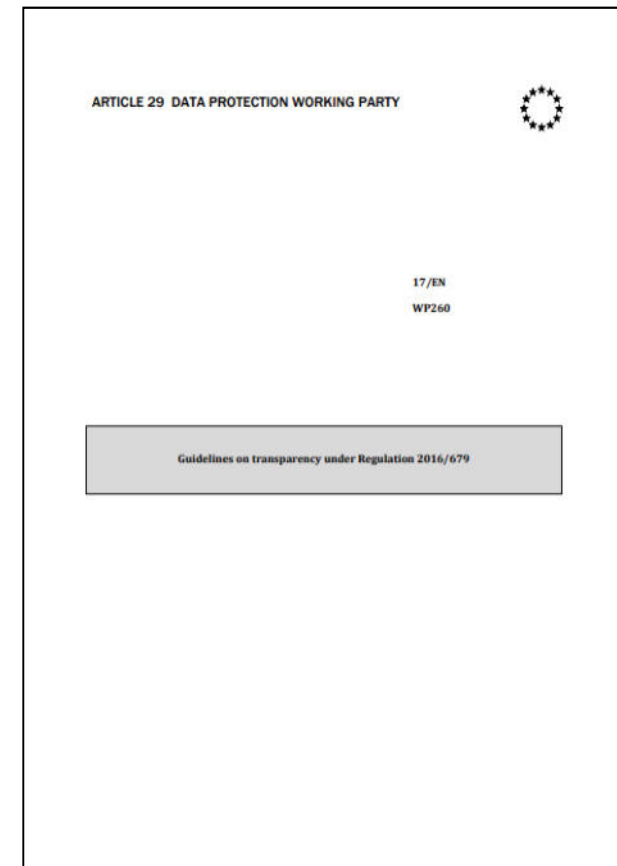 ARTICLE 29 DATA PROTECTION WORKING PARTY
17/EN
WP260
Guidelines on transparency under Regulation 2016/679